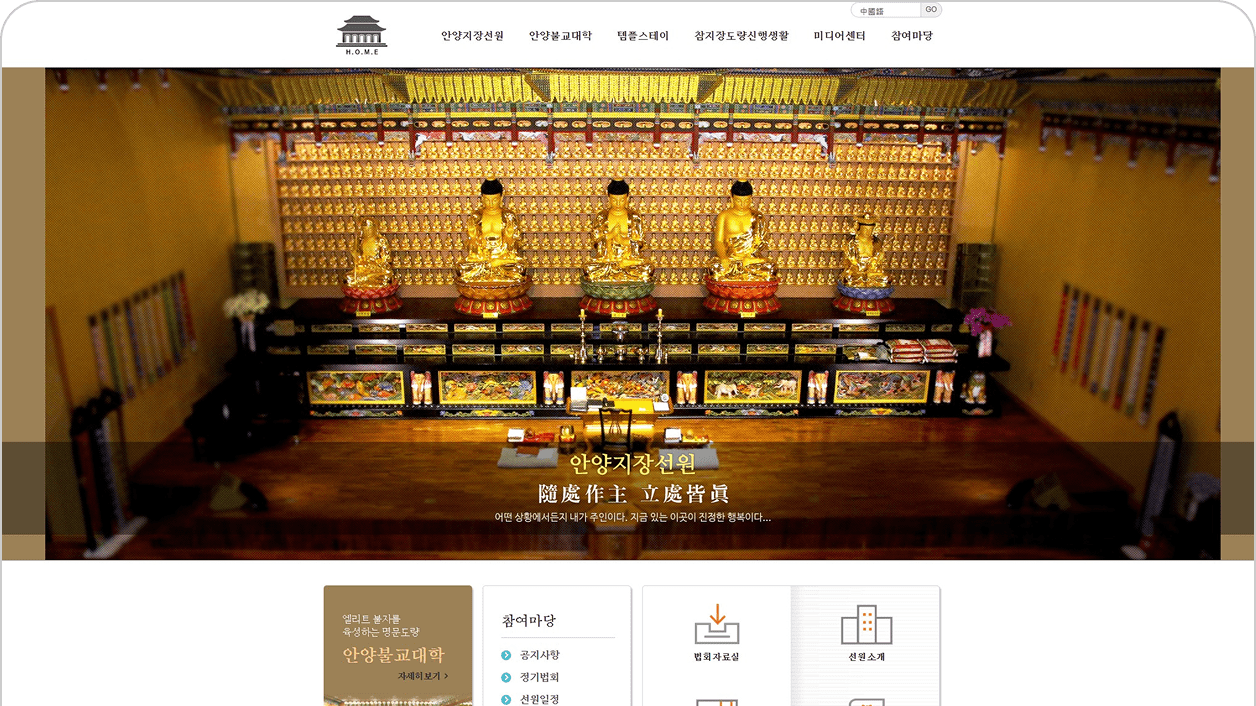 中國語
GO
H.O.M.E
안양지장선원 안양불교대학 템플스테이 참지장도량신행생활 미디어센터 참여마당
안양지장선원
隨處作主 立處皆眞
어떤 상황에서든지 내가 주인이다. 지금 있는 이곳이 진정한 행복이다...
엘리트 불자를
육성하는 명문도량
안양불교대학
자세히보기 >
참여마당
공지사항
정기법회
선원일정
법회자료실
선원소개